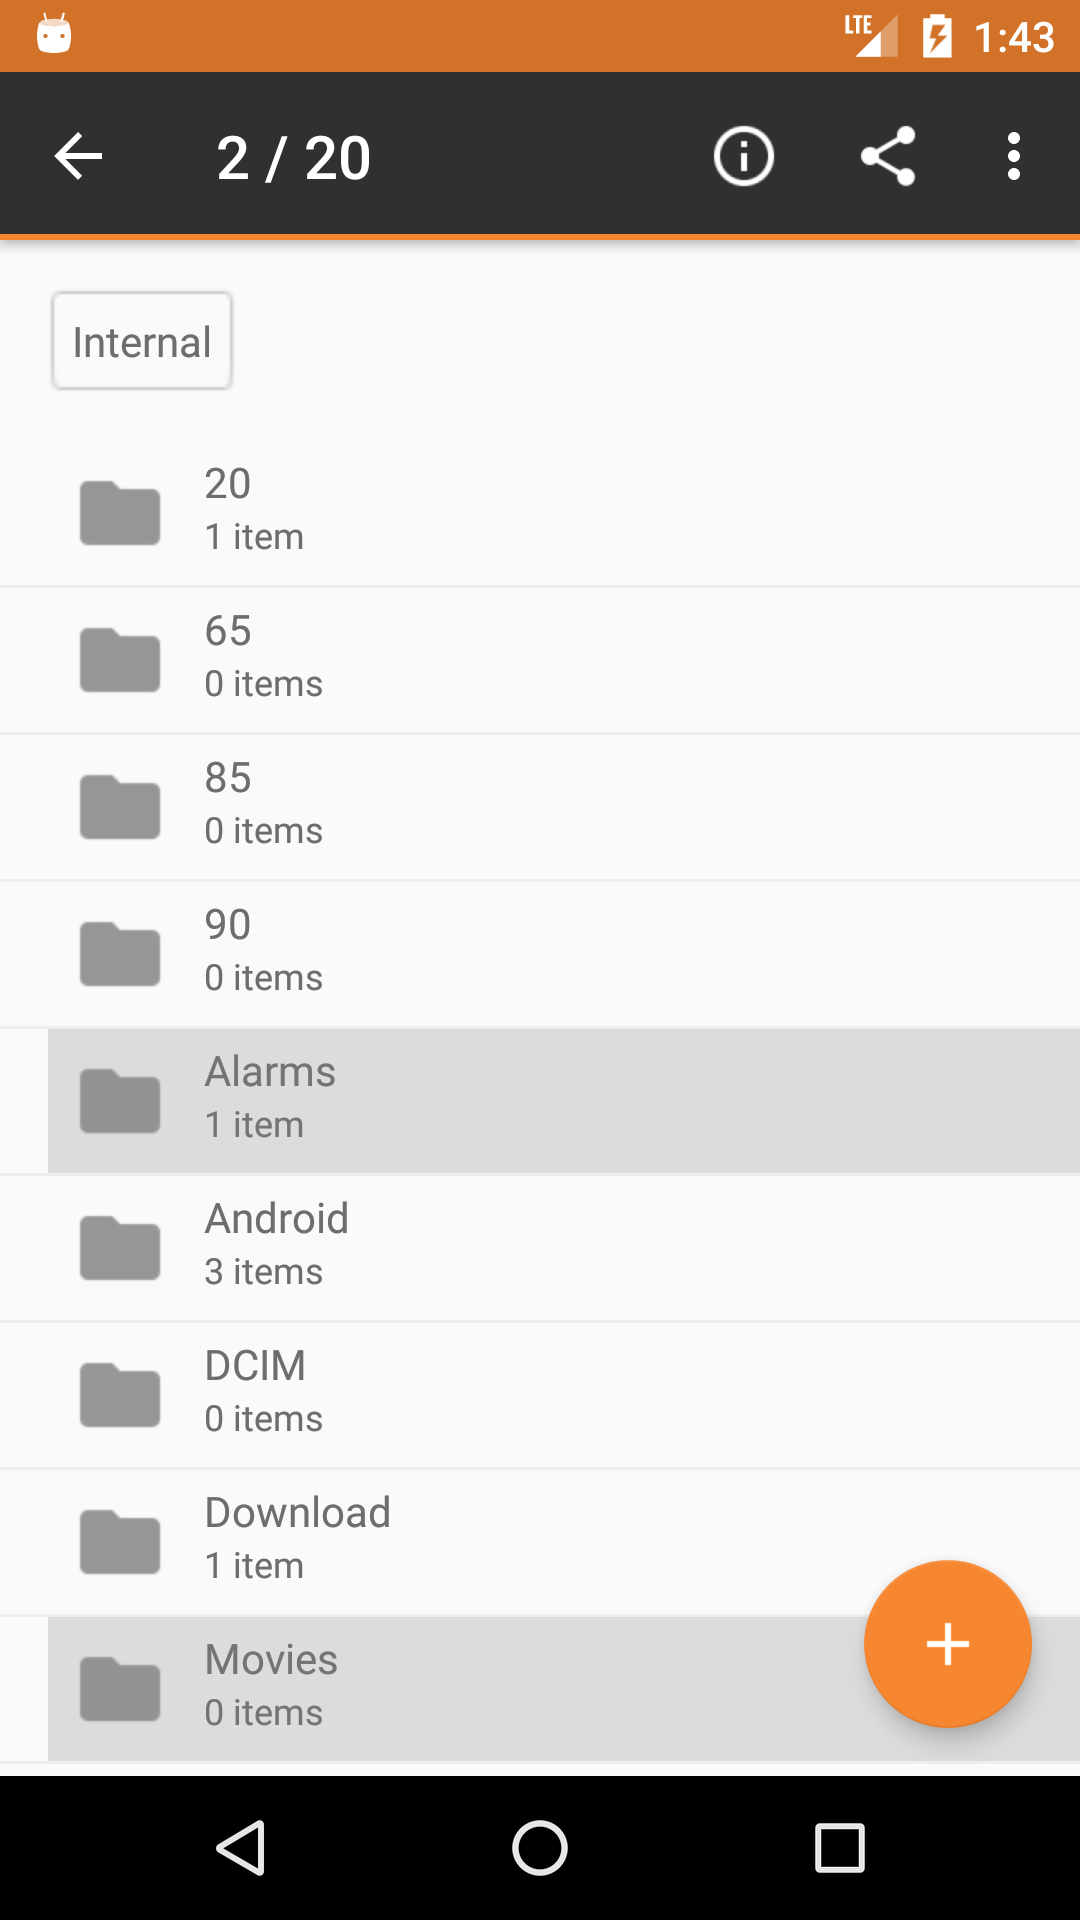 LTE 1:43
2 / 20
Internal
20
1 item
65
0 items
85
0 items
90
0 items
Alarms
1 item
Android
3 items
DCIM
0 items
Download
1 item
Movies
0 items